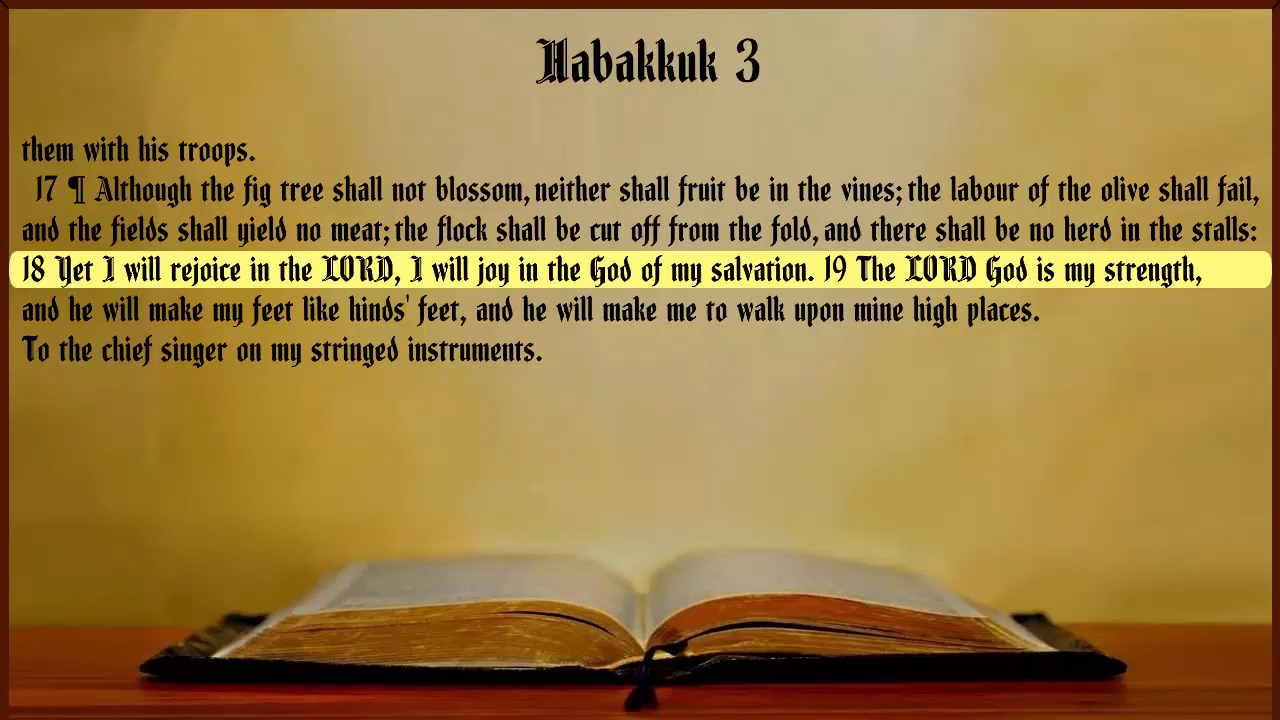 Habakkuk 3
them with his troops.
17 ¶ Although the fig tree shall not blossom, neither shall fruit be in the vines; the labour of the olive shall fail,
and the fields shall yield no meat; the flock shall be cut off from the fold, and there shall be no herd in the stalls:
18 Yet I will rejoice in the LORD, I will joy in the God of my salvation. 19 The LORD God is my strength,
and he will make my feet like hinds' feet, and he will make me to walk upon mine high places.
To the chief singer on my stringed instruments.